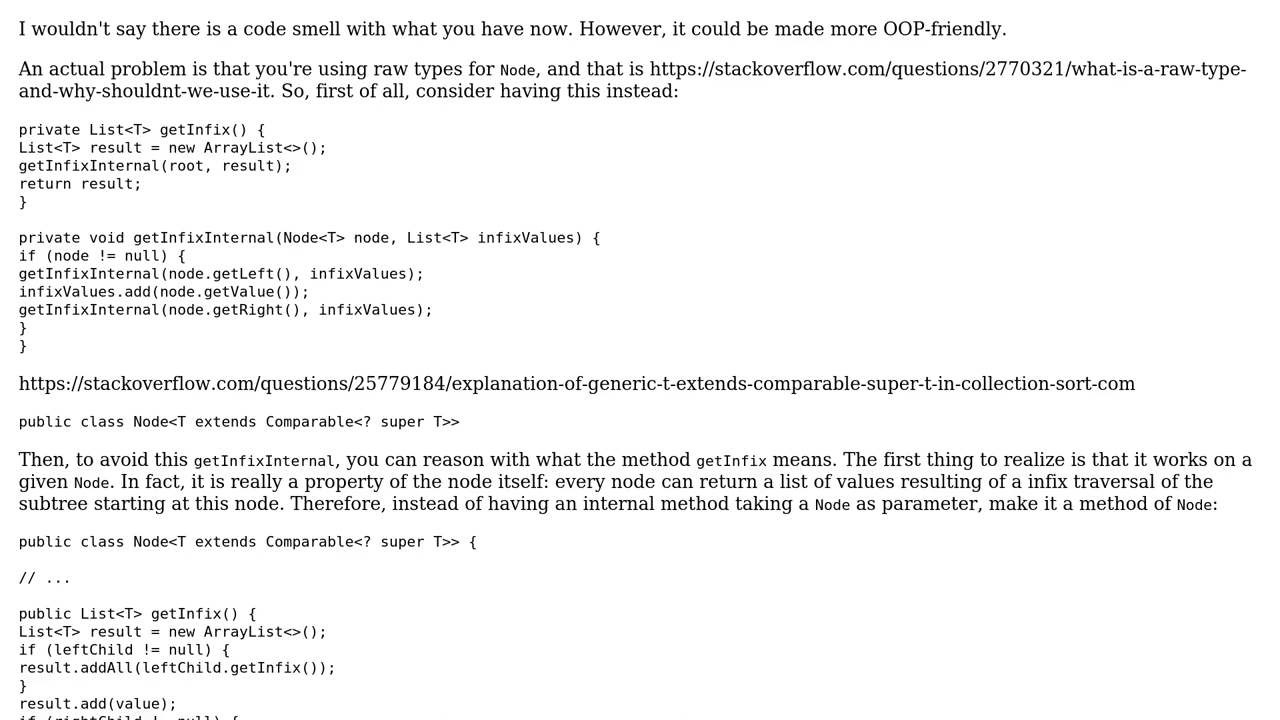 I wouldn't say there is a code smell with what you have now. However, it could be made more OOP-friendly.
An actual problem is that you're using raw types for Node, and that is https://stackoverflow.com/questions/2770321/what-is-a-raw-type-
and-why-shouldnt-we-use-it. So, first of all, consider having this instead:
private List<T> getInfix() {
List<T> result = new ArrayList<>();
getInfixInternal(root, result);
return result;
}
private void getInfixInternal(Node<T> node, List<T> infixValues) {
if (node != null) {
getInfixInternal(node.getLeft(), infixValues);
infixValues.add(node.getValue());
getInfixInternal(node.getRight(), infixValues);
}
}
https://stackoverflow.com/questions/25779184/explanation-of-generic-t-extends-comparable-super-t-in-collection-sort-com
public class Node<T extends Comparable<? super T>>
Then, to avoid this getInfixInternal, you can reason with what the method getInfix means. The first thing to realize is that it works on a
given Node. In fact, it is really a property of the node itself: every node can return a list of values resulting of a infix traversal of the
subtree starting at this node. Therefore, instead of having an internal method taking a Node as parameter, make it a method of Node:
public class Node<T extends Comparable<? super T>> {
// ...
public List<T> getInfix() {
List<T> result = new ArrayList<>();
if (leftChild != null) {
result.addAll(leftChild.getInfix());
}
result.add(value);
if (rightChild != null) {